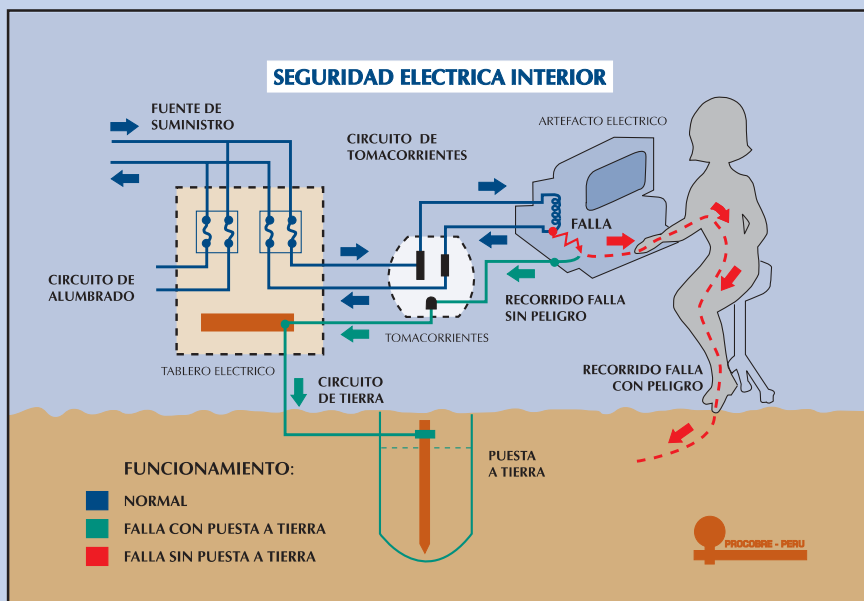 SEGURIDAD ELECTRICA INTERIOR
FUENTE DE
SUMINISTRO
CIRCUITO DE
TOMACORRIENTES
ARTEFACTO ELECTRICO
FALLA
CIRCUITO DE
ALUMBRADO
RECORRIDO FALLA
SIN PELIGRO
TOMACORRIENTES
TABLERO ELECTRICO
CIRCUITO
DE TIERRA
RECORRIDO FALLA
CON PELIGRO
PUESTA
A TIERRA
FUNCIONAMIENTO:
NORMAL
FALLA CON PUESTA A TIERRA
FALLA SIN PUESTA A TIERRA
PROCOBRE - PERU